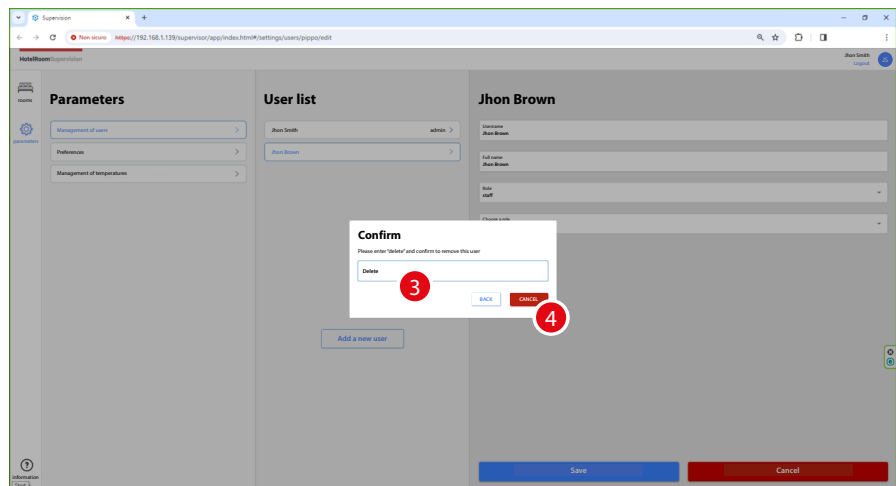 Supervision
Non sicuro https://192.168.1.139/supervisor/app/index.html#/settings/users/pippo/edit
HotelRoomSupervision
Jhon Smith
Logout
JS
rooms
parameters
Parameters
Management of users
Preferences
Management of temperatures
User list
Jhon Smith admin
Jhon Brown
Add a new user
Jhon Brown
Username
Jhon Brown
Full name
Jhon Brown
Role
staff
Choose a role
Confirm
Please enter "delete" and confirm to remove this user
Delete
3
BACK CANCEL
4
Save Cancel
information